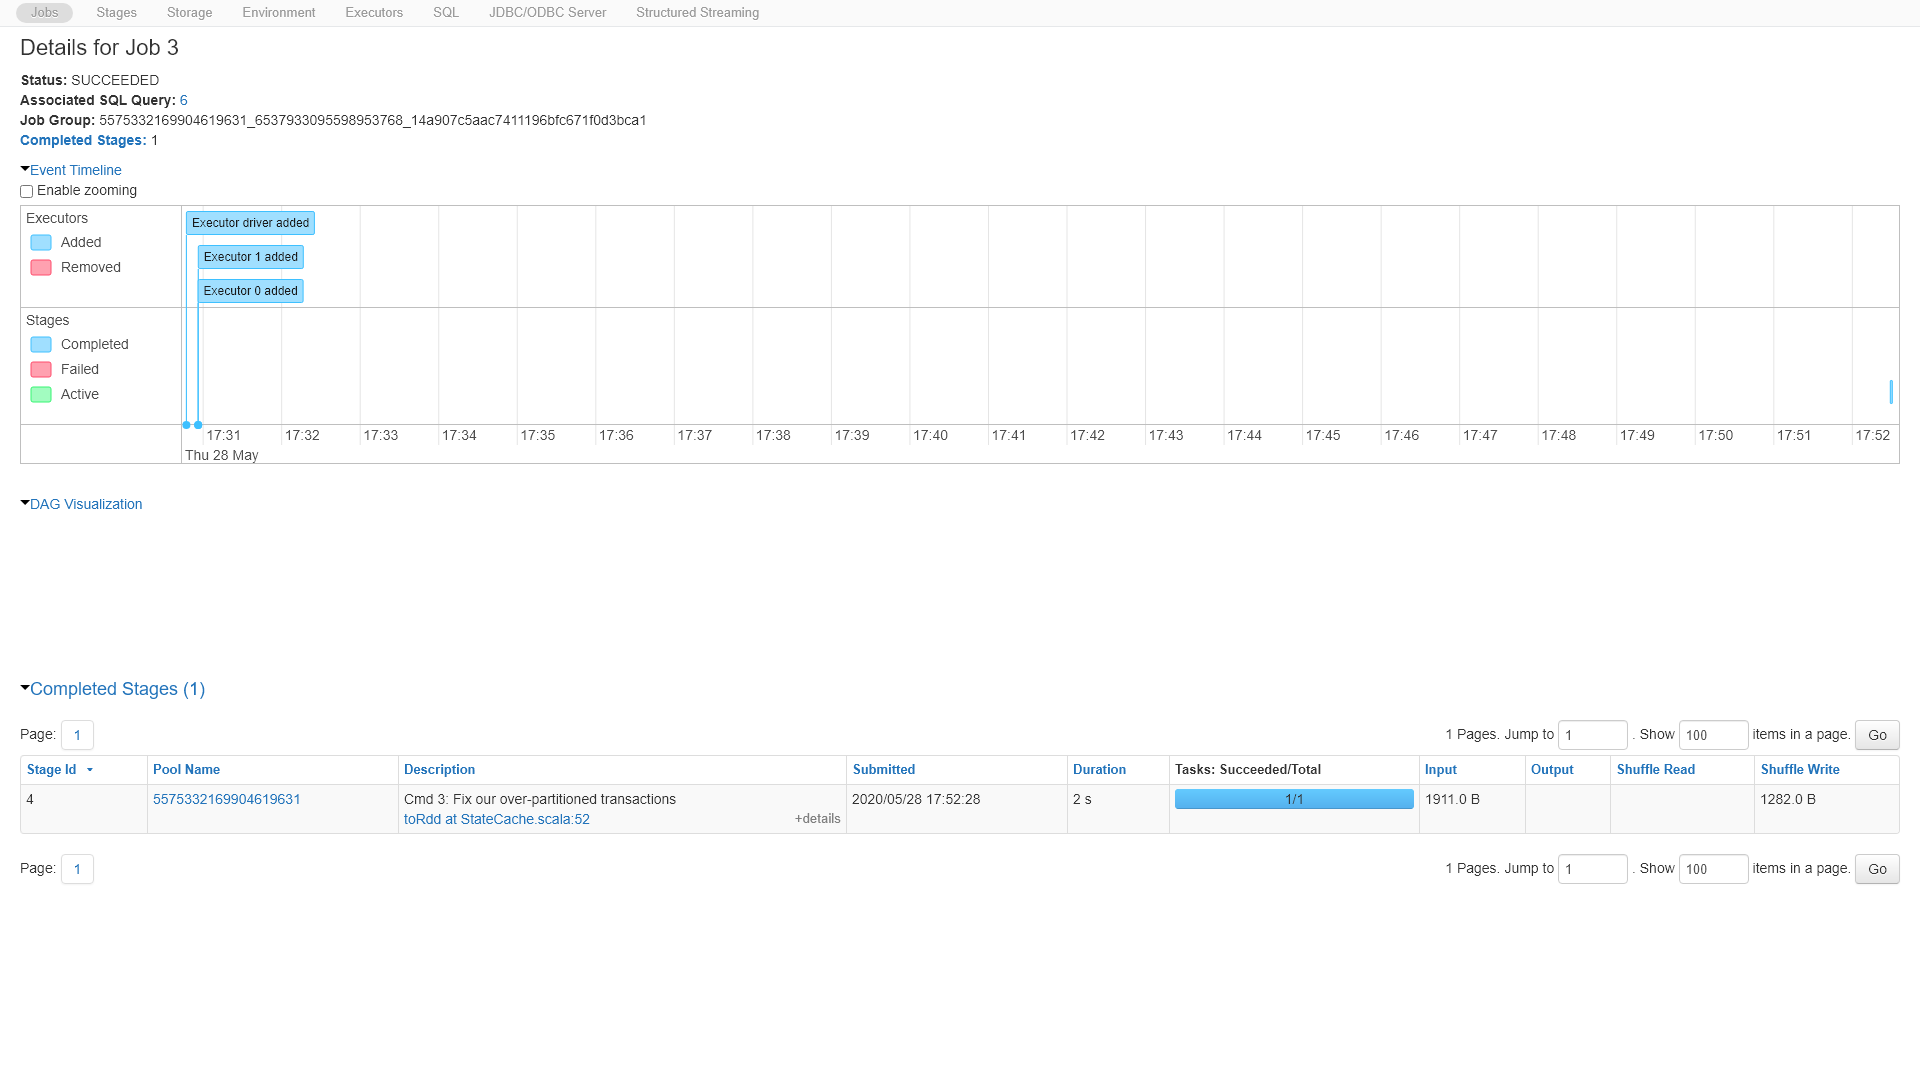 Jobs Stages Storage Environment Executors SQL JDBC/ODBC Server Structured Streaming
Details for Job 3
Status: SUCCEEDED
Associated SQL Query: 6
Job Group: 5575332169904619631_6537933095598953768_14a907c5aac7411196bfc671f0d3bca1
Completed Stages: 1
Event Timeline
Enable zooming
Executors
Added
Removed
Executor driver added
Executor 1 added
Executor 0 added
Stages
Completed
Failed
Active
17:31 17:32 17:33 17:34 17:35 17:36 17:37 17:38 17:39 17:40 17:41 17:42 17:43 17:44 17:45 17:46 17:47 17:48 17:49 17:50 17:51 17:52
Thu 28 May
DAG Visualization
Completed Stages (1)
Page: 1 1 Pages. Jump to 1 . Show 100 items in a page. Go
Stage Id Pool Name Description Submitted Duration Tasks: Succeeded/Total Input Output Shuffle Read Shuffle Write
4 5575332169904619631 Cmd 3: Fix our over-partitioned transactions 2020/05/28 17:52:28 2 s 1/1 1911.0 B 1282.0 B
toRdd at StateCache.scala:52 +details
Page: 1 1 Pages. Jump to 1 . Show 100 items in a page. Go